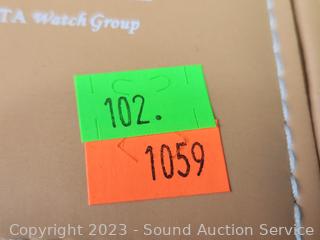 TA Watch Group
102.
1059
Copyright 2023 - Sound Auction Service